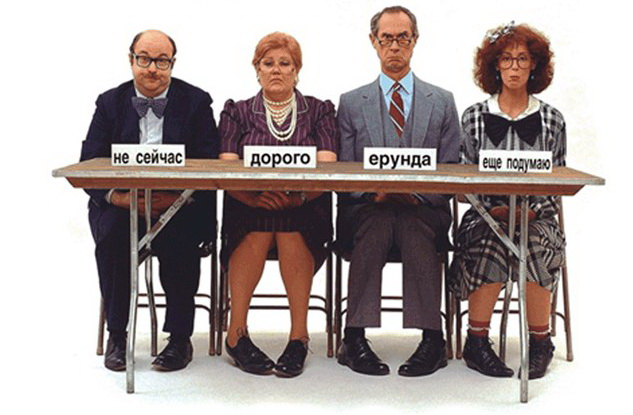 не сейчас
дорого
ерунда
еще подумаю